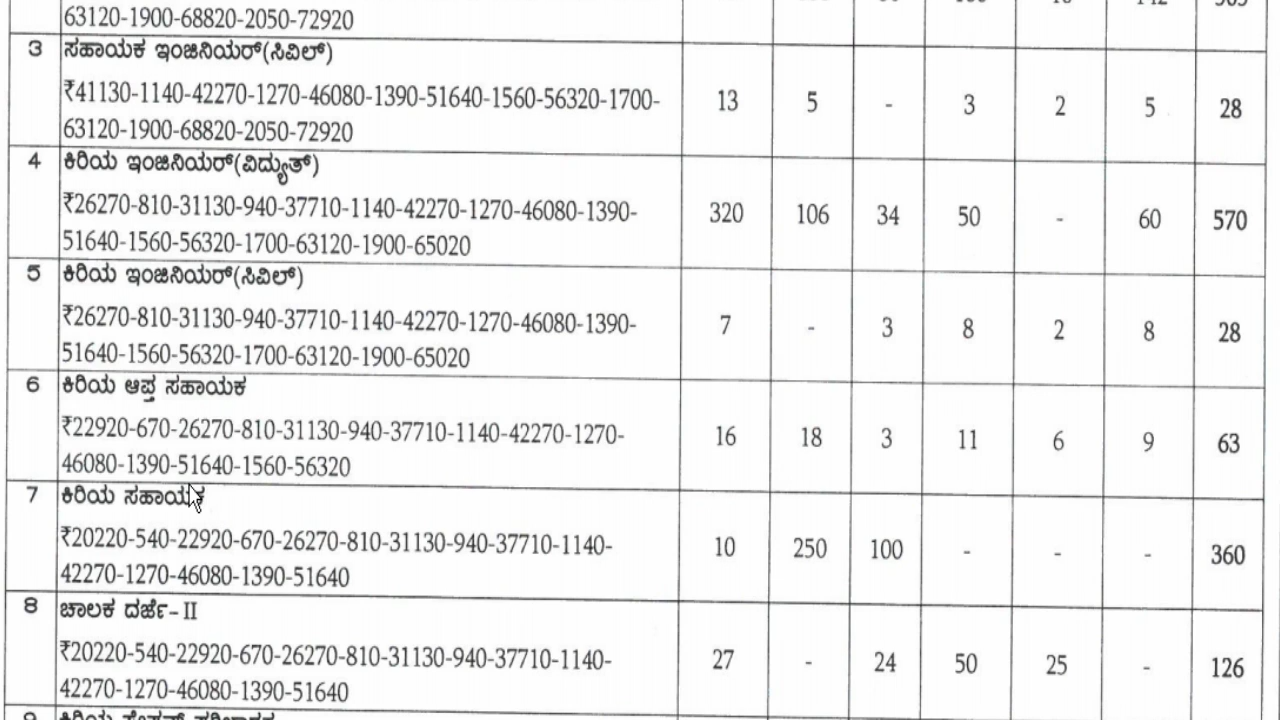 63120-1900-68820-2050-72920
3 ಸಹಾಯಕ ಇಂಜಿನಿಯರ್(ಸಿವಿಲ್)
₹41130-1140-42270-1270-46080-1390-51640-1560-56320-1700- 13 5 - 3 2 5 28
63120-1900-68820-2050-72920
4 ಕಿರಿಯ ಇಂಜಿನಿಯರ್(ವಿದ್ಯುತ್)
₹26270-810-31130-940-37710-1140-42270-1270-46080-1390- 320 106 34 50 - 60 570
51640-1560-56320-1700-63120-1900-65020
5 ಕಿರಿಯ ಇಂಜಿನಿಯರ್(ಸಿವಿಲ್)
₹26270-810-31130-940-37710-1140-42270-1270-46080-1390- 7 - 3 8 2 8 28
51640-1560-56320-1700-63120-1900-65020
6 ಕಿರಿಯ ಆಪ್ತ ಸಹಾಯಕ
₹22920-670-26270-810-31130-940-37710-1140-42270-1270- 16 18 3 11 6 9 63
46080-1390-51640-1560-56320
7 ಕಿರಿಯ ಸಹಾಯಕ
₹20220-540-22920-670-26270-810-31130-940-37710-1140- 10 250 100 - - - 360
42270-1270-46080-1390-51640
8 ಚಾಲಕ ದರ್ಜೆ-II
₹20220-540-22920-670-26270-810-31130-940-37710-1140- 27 - 24 50 25 - 126
42270-1270-46080-1390-51640